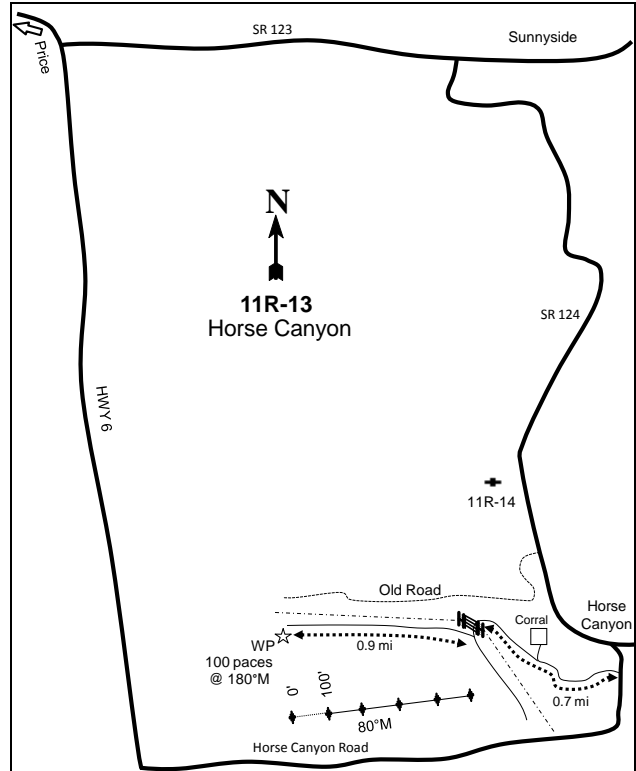 SR 123
Sunnyside
Price
N
11R-13
Horse Canyon
SR 124
HWY 6
11R-14
Old Road
Horse
Canyon
Corral
WP
100 paces
@ 180°M
0.9 mi
0.7 mi
0'
100'
80°M
Horse Canyon Road